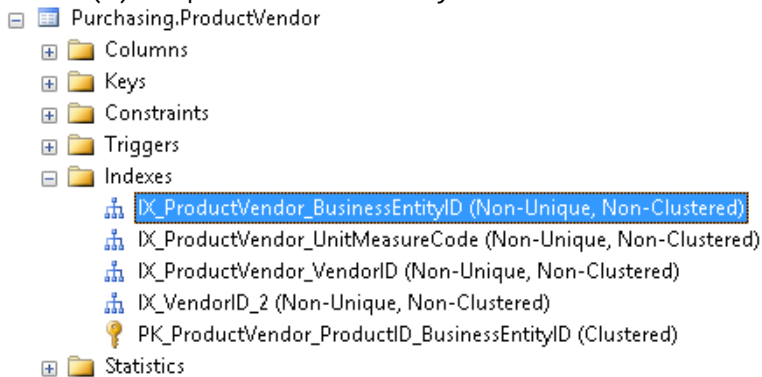 Purchasing.ProductVendor
Columns
Keys
Constraints
Triggers
Indexes
IX_ProductVendor_BusinessEntityID (Non-Unique, Non-Clustered)
IX_ProductVendor_UnitMeasureCode (Non-Unique, Non-Clustered)
IX_ProductVendor_VendorID (Non-Unique, Non-Clustered)
IX_VendorID_2 (Non-Unique, Non-Clustered)
PK_ProductVendor_ProductID_BusinessEntityID (Clustered)
Statistics